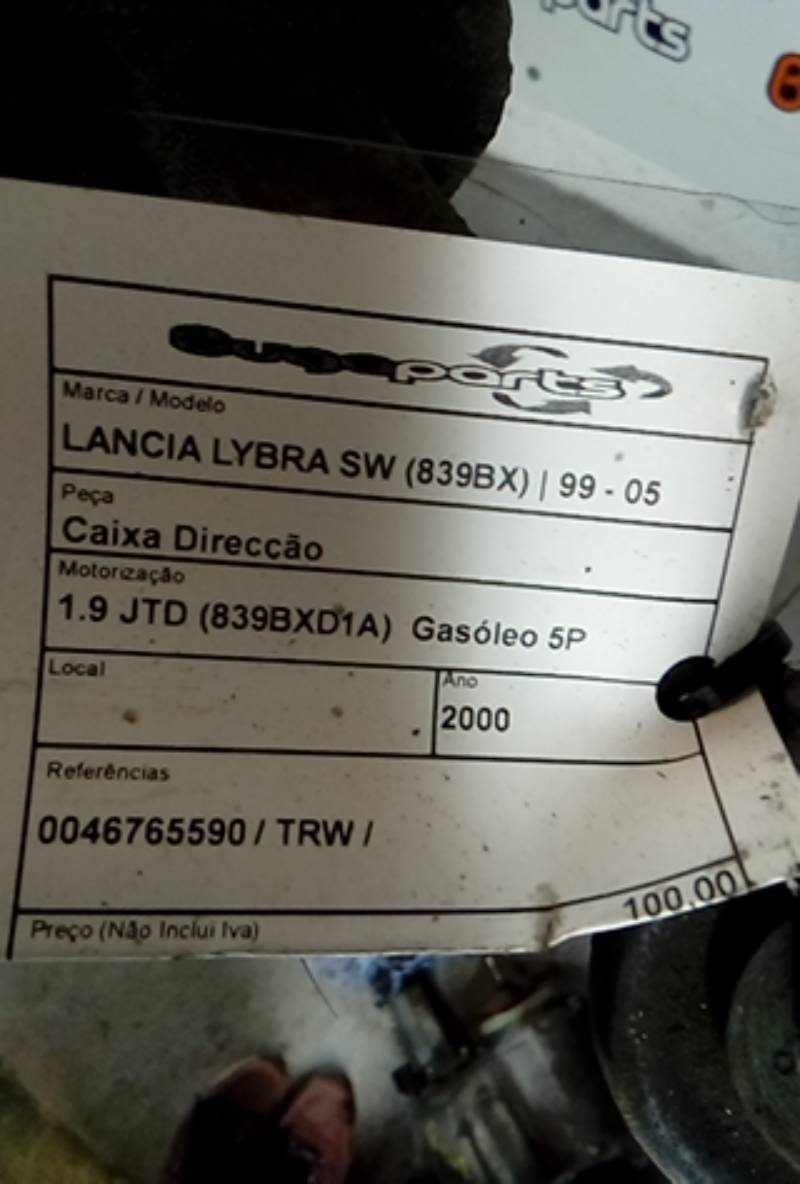 parts
Marca / Modelo
LANCIA LYBRA SW (839BX) | 99 - 05
Peça
Caixa Direcção
Motorização
1.9 JTD (839BXD1A) Gasóleo 5P
Local
Ano
2000
Referências
0046765590 / TRW /
100,00
Preço (Não Inclui Iva)